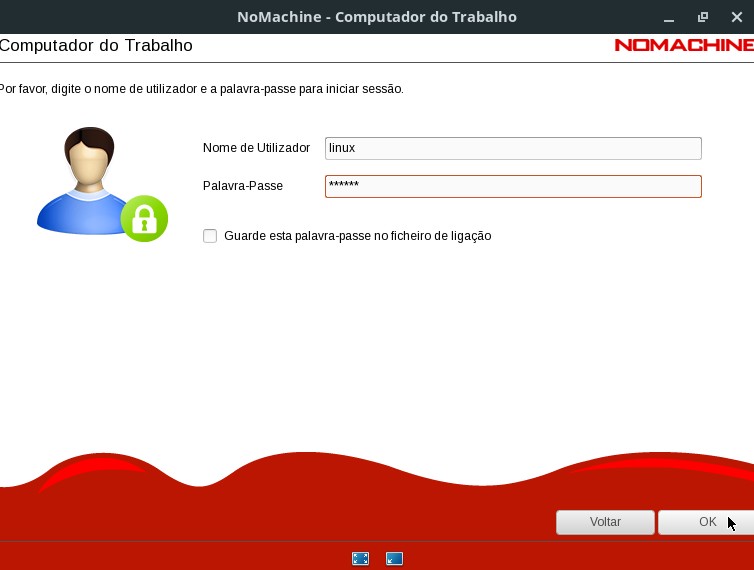 NoMachine - Computador do Trabalho
Computador do Trabalho
NOMACHINE
Por favor, digite o nome de utilizador e a palavra-passe para iniciar sessão.
Nome de Utilizador
linux
Palavra-Passe
******
Guarde esta palavra-passe no ficheiro de ligação
Voltar
OK